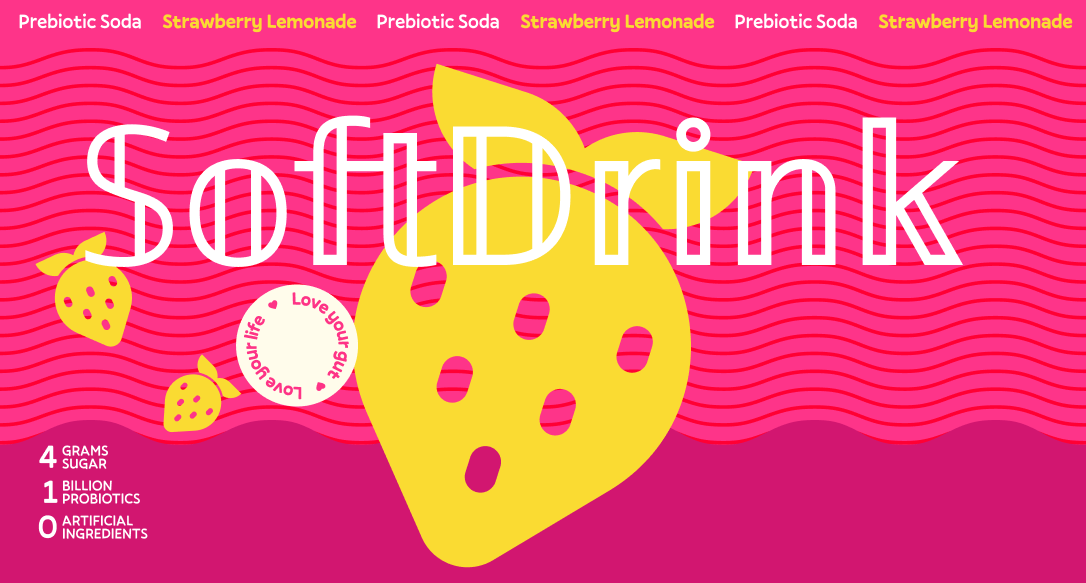 Prebiotic Soda Strawberry Lemonade Prebiotic Soda Strawberry Lemonade Prebiotic Soda Strawberry Lemonade
SoftDrink
Love your gut
Love your life
4 GRAMS
SUGAR
1 BILLION
PROBIOTICS
0 ARTIFICIAL
INGREDIENTS